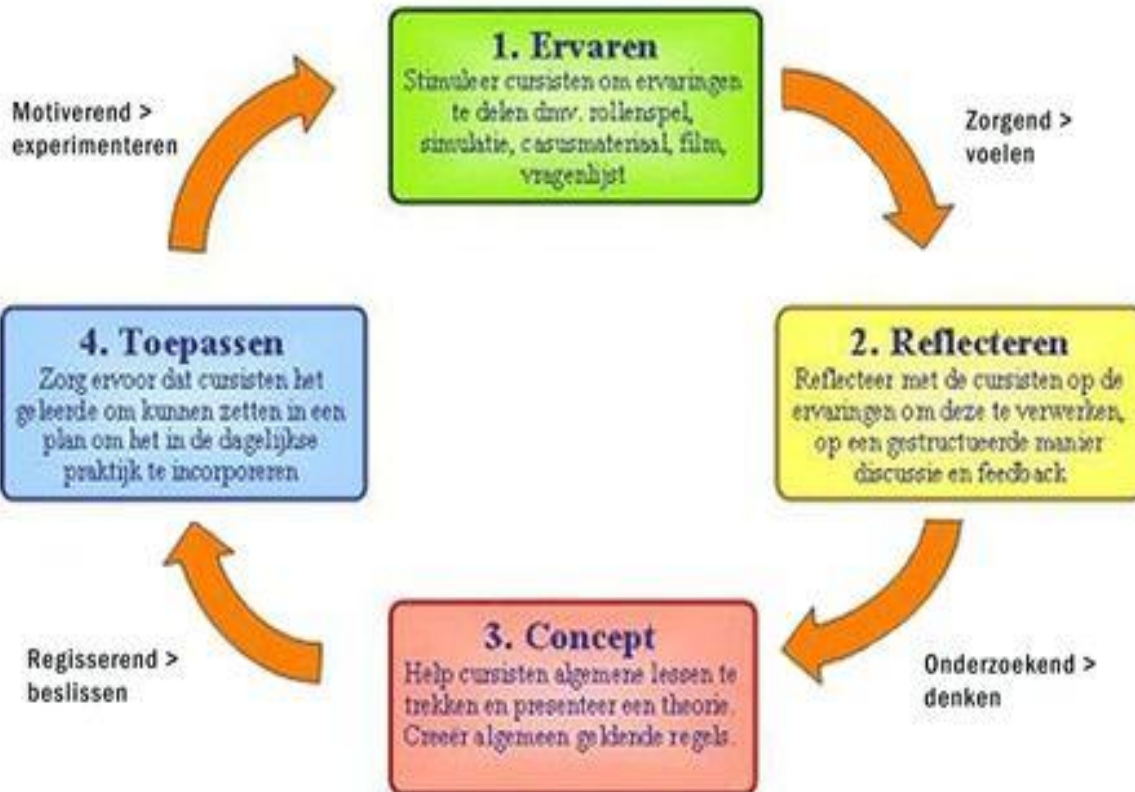 1. Ervaren
Stimuleer cursisten om ervaringen
te delen dmv. rollenspel,
simulatie, casusmateriaal, film,
vragenlijst
Motiverend >
experimenteren
Zorgend >
voelen
4. Toepassen
Zorg ervoor dat cursisten het
geleerde om kunnen zetten in een
plan om het in de dagelijkse
praktijk te incorporeren
2. Reflecteren
Reflecteer met de cursisten op de
ervaringen om deze te verwerken,
op een gestructueerde manier
discussie en feedback
3. Concept
Help cursisten algemene lessen te
trekken en presenteer een theorie.
Creeër algemeen geldende regels.
Regisserend >
beslissen
Onderzoekend >
denken